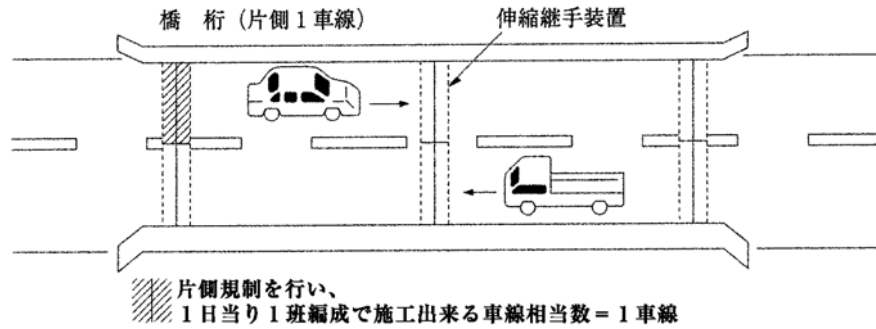 橋 桁 (片側1車線)
伸縮継手装置
片側規制を行い、
1日当り1班編成で施工出来る車線相当数=1車線